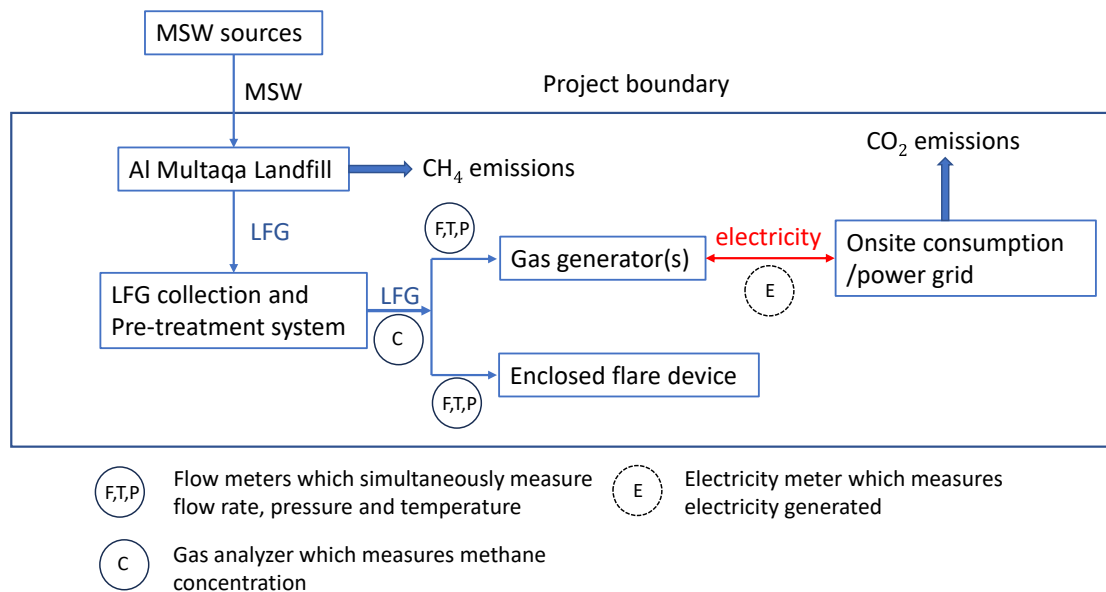 MSW sources
MSW
Project boundary
Al Multaqa Landfill
CH₄ emissions
CO₂ emissions
LFG
F,T,P
Gas generator(s)
electricity
E
Onsite consumption
/power grid
LFG collection and
Pre-treatment system
LFG
C
F,T,P
Enclosed flare device
F,T,P
Flow meters which simultaneously measure
flow rate, pressure and temperature
E
Electricity meter which measures
electricity generated
C
Gas analyzer which measures methane
concentration